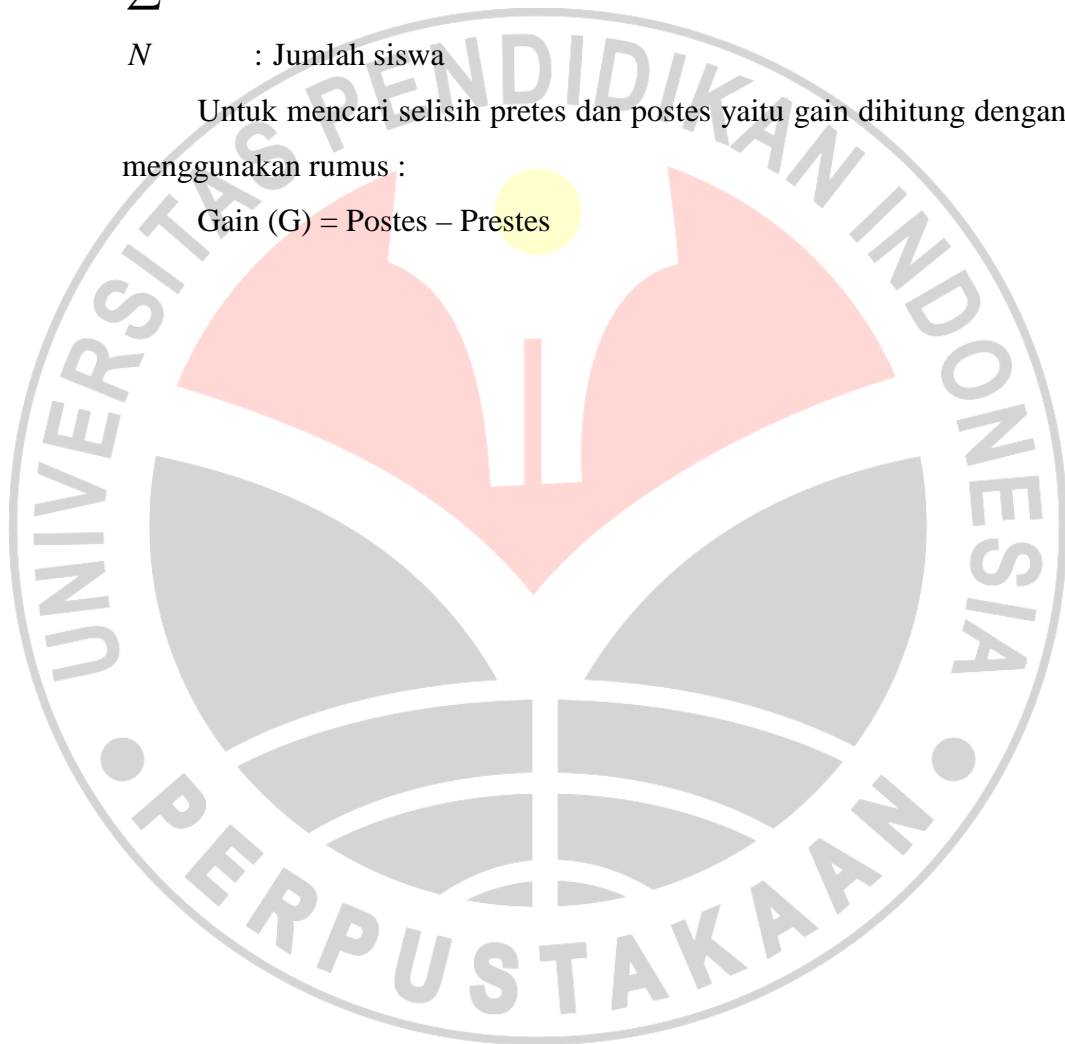 ∑
N : Jumlah siswa
Untuk mencari selisih pretes dan postes yaitu gain dihitung dengan
menggunakan rumus :
Gain (G) = Postes – Prestes
UNIVERSITAS PENDIDIKAN INDONESIA
PERPUSTAKAAN